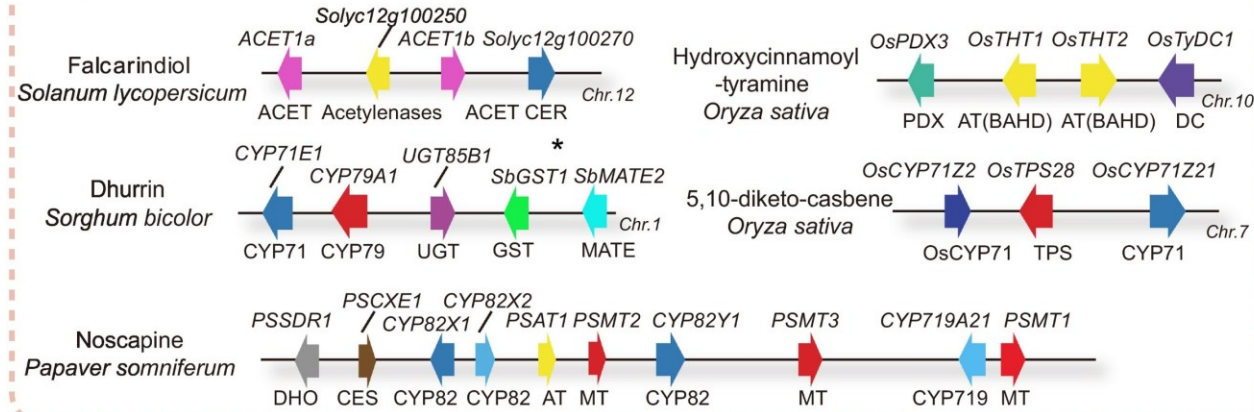 Falcarindiol
Solanum lycopersicum
ACET1a
Solyc12g100250
ACET1b
Solyc12g100270
Chr.12
ACET
Acetylenases
ACET
CER
Hydroxycinnamoyl
-tyramine
Oryza sativa
OsPDX3
OsTHT1
OsTHT2
OsTyDC1
Chr.10
PDX
AT(BAHD)
AT(BAHD)
DC
Dhurrin
Sorghum bicolor
CYP71E1
CYP79A1
UGT85B1
*
SbGST1
SbMATE2
Chr.1
CYP71
CYP79
UGT
GST
MATE
5,10-diketo-casbene
Oryza sativa
OsCYP71Z2
OsTPS28
OsCYP71Z21
Chr.7
OsCYP71
TPS
CYP71
Noscapine
Papaver somniferum
PSSDR1
PSCXE1
CYP82X1
CYP82X2
PSAT1
PSMT2
CYP82Y1
PSMT3
CYP719A21
PSMT1
DHO
CES
CYP82
CYP82
AT
MT
CYP82
MT
CYP719
MT